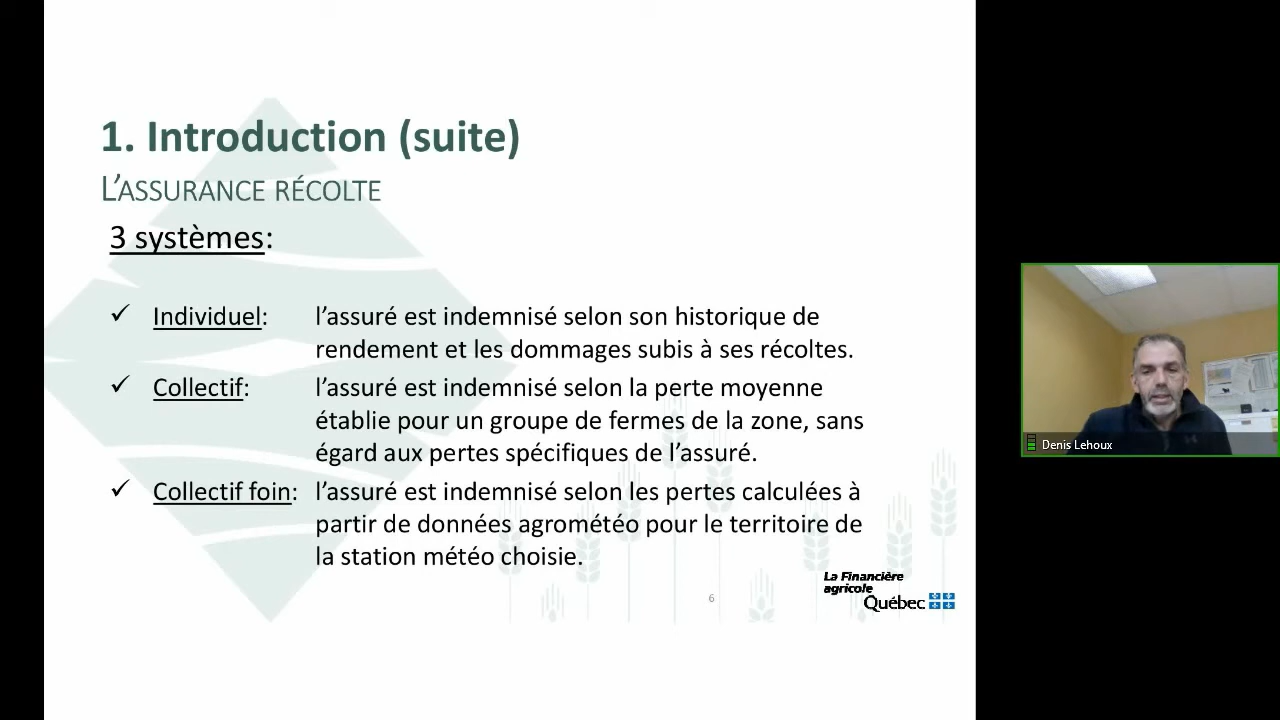 1. Introduction (suite)
L’ASSURANCE RÉCOLTE
3 systèmes:
✓ Individuel: l’assuré est indemnisé selon son historique de
rendement et les dommages subis à ses récoltes.
✓ Collectif: l’assuré est indemnisé selon la perte moyenne
établie pour un groupe de fermes de la zone, sans
égard aux pertes spécifiques de l’assuré.
✓ Collectif foin: l’assuré est indemnisé selon les pertes calculées à
partir de données agrométéo pour le territoire de
la station météo choisie.
La Financière
agricole
Québec
6
Denis Lehoux